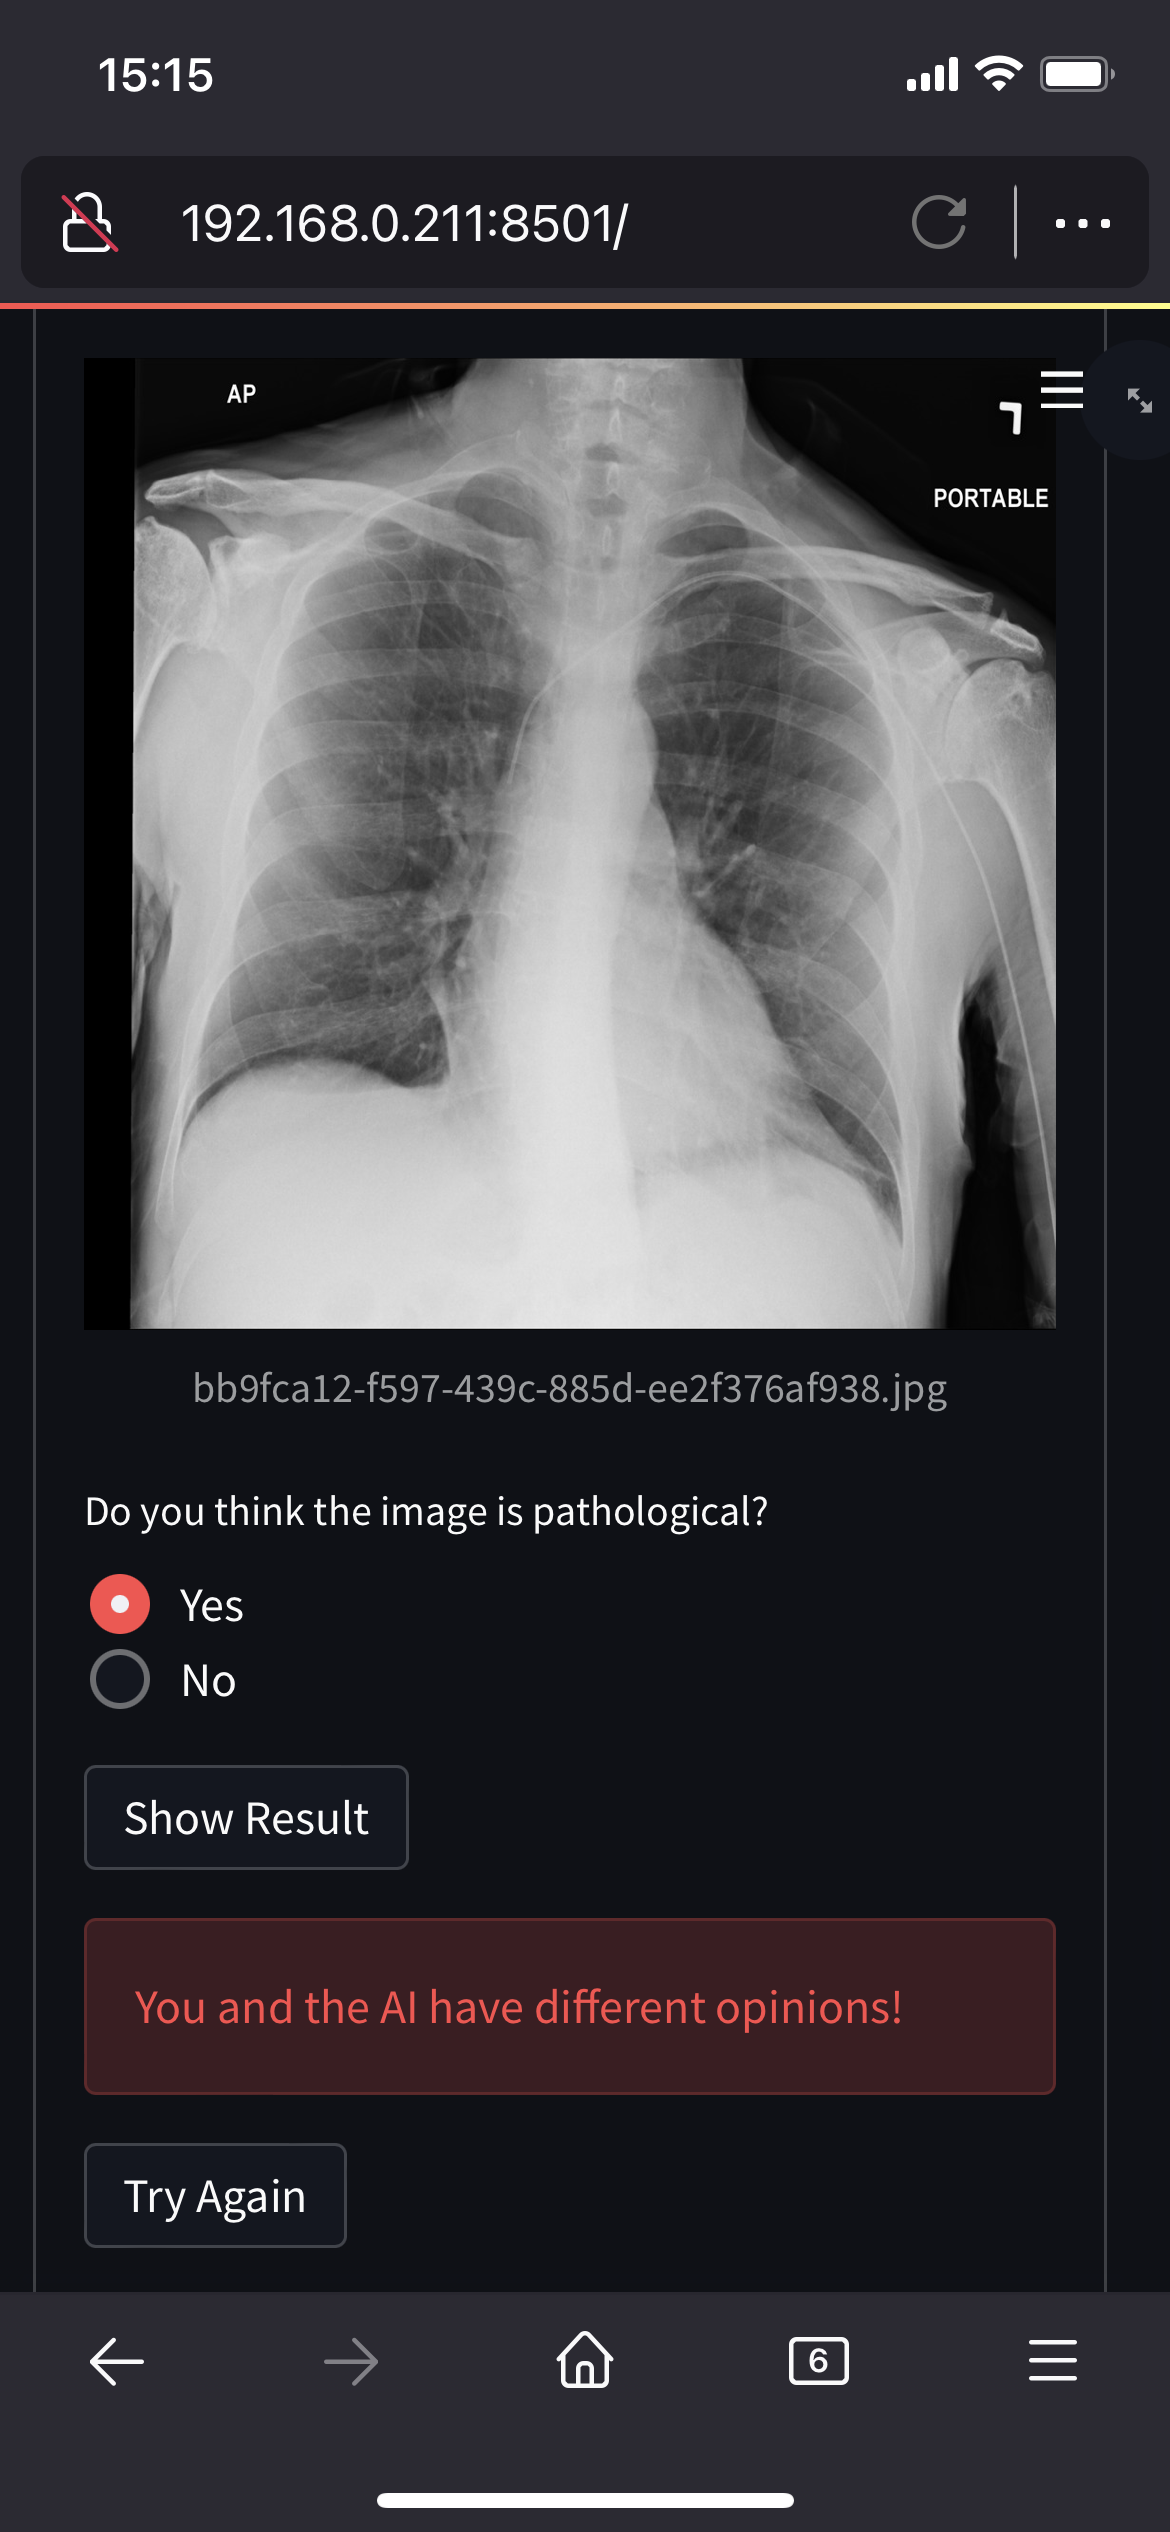 15:15
192.168.0.211:8501/
AP
PORTABLE
bb9fca12-f597-439c-885d-ee2f376af938.jpg
Do you think the image is pathological?
Yes
No
Show Result
You and the AI have different opinions!
Try Again
6